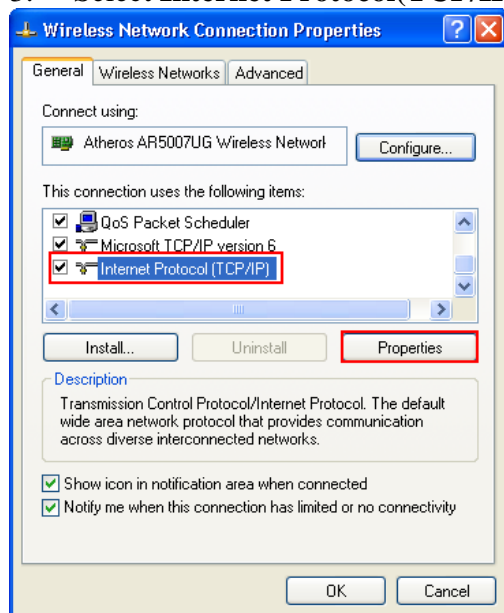 Wireless Network Connection Properties
General Wireless Networks Advanced
Connect using:
Atheros AR5007UG Wireless Network
Configure...
This connection uses the following items:
QoS Packet Scheduler
Microsoft TCP/IP version 6
Internet Protocol (TCP/IP)
Install... Uninstall Properties
Description
Transmission Control Protocol/Internet Protocol. The default
wide area network protocol that provides communication
across diverse interconnected networks.
Show icon in notification area when connected
Notify me when this connection has limited or no connectivity
OK Cancel